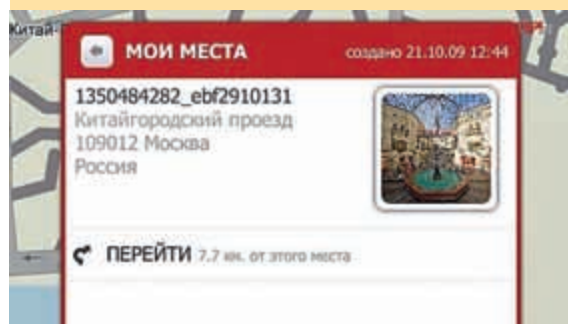 Китай-
МОИ МЕСТА создано 21.10.09 12:44
1350484282_ebf2910131
Китайгородский проезд
109012 Москва
Россия
ПЕРЕЙТИ 7.7 км. от этого места